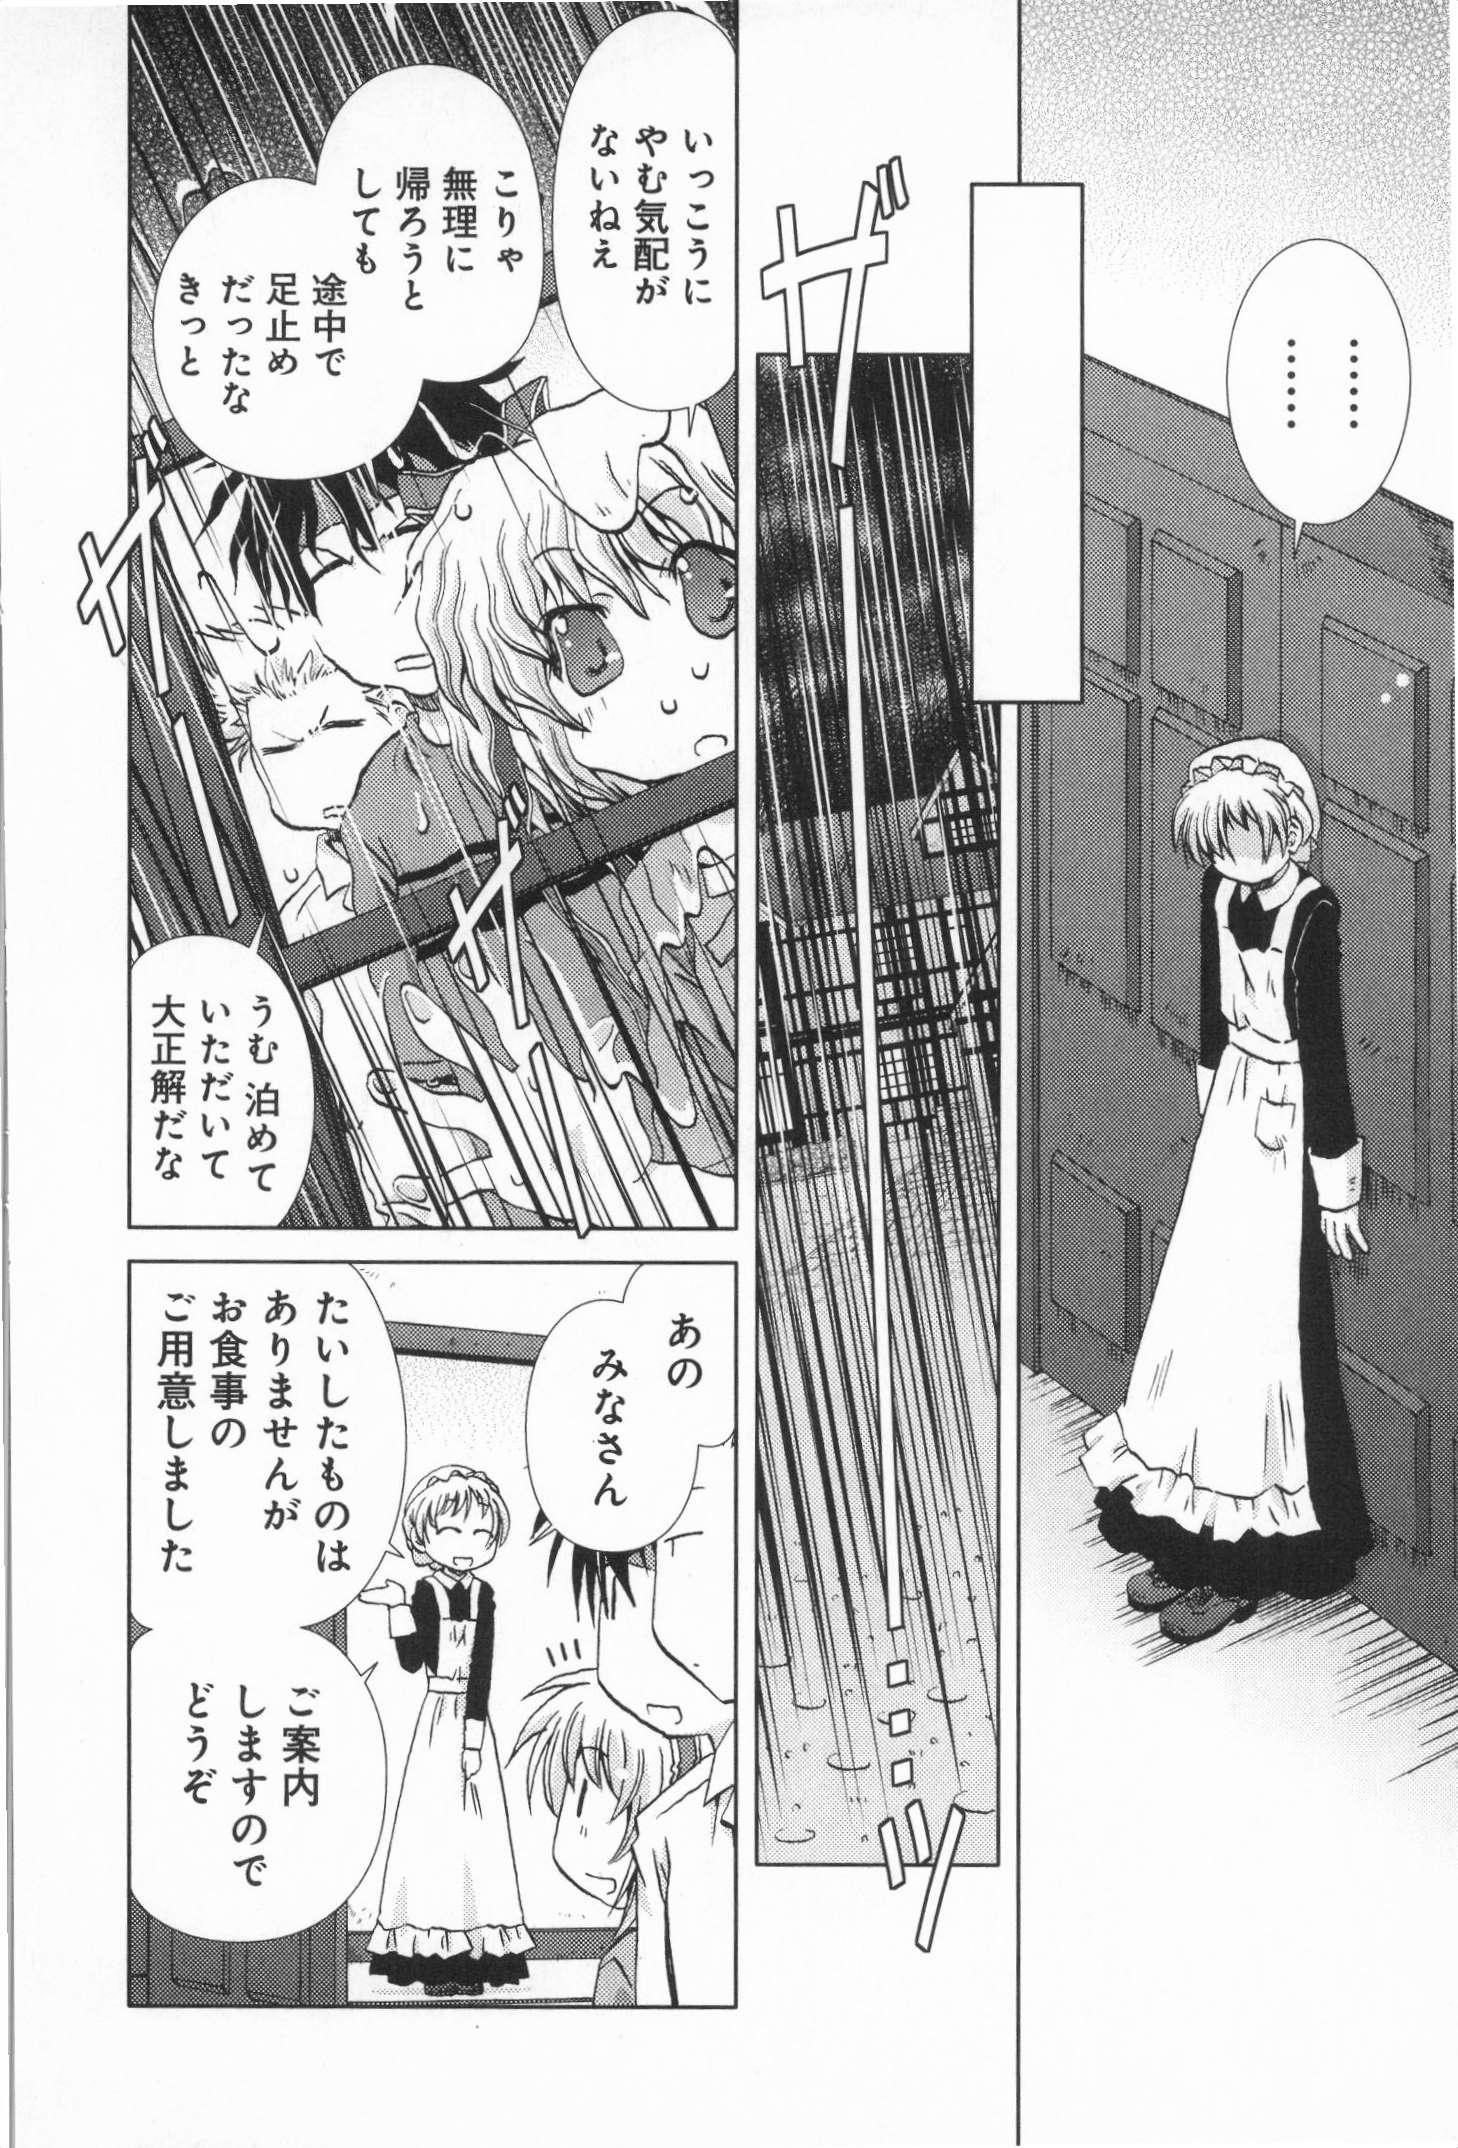 ・・・・・・
・・・・・・
ザーーッ
いっこうに
やむ気配が
ないねえ
こりゃ
無理に
帰ろうと
しても
途中で
足止め
だったな
きっと
ガ
ガ
うむ 泊めて
いただいて
大正解だな
あの
みなさん
たいしたものは
ありませんが
お食事の
ご用意しました
ご案内
しますので
どうぞ